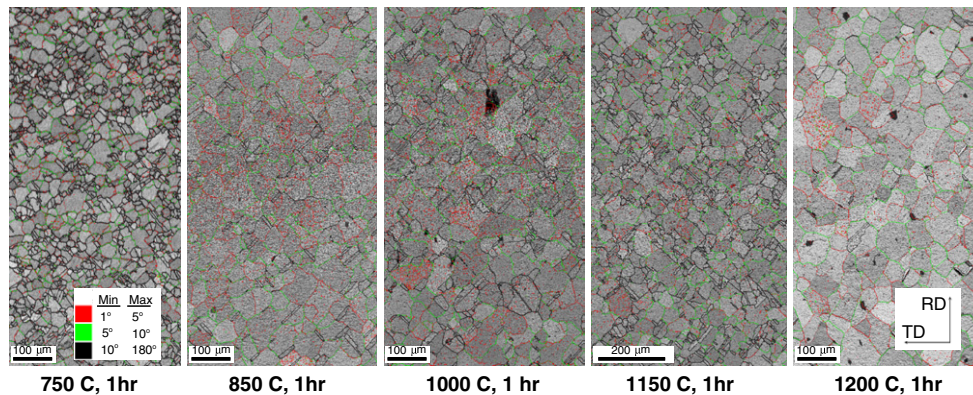 Min Max
1° 5°
5° 10°
10° 180°
RD
TD
100 µm
100 µm
100 µm
200 µm
100 µm
750 C, 1hr
850 C, 1hr
1000 C, 1 hr
1150 C, 1hr
1200 C, 1hr